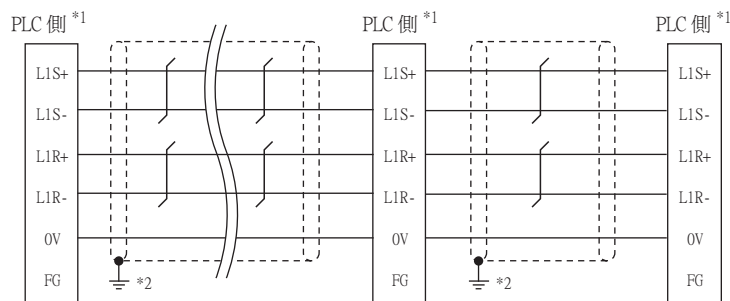 PLC 側 *1 PLC 側 *1 PLC 側 *1
L1S+ L1S+ L1S+
L1S- L1S- L1S-
L1R+ L1R+ L1R+
L1R- L1R- L1R-
0V 0V 0V
FG *2 FG *2 FG